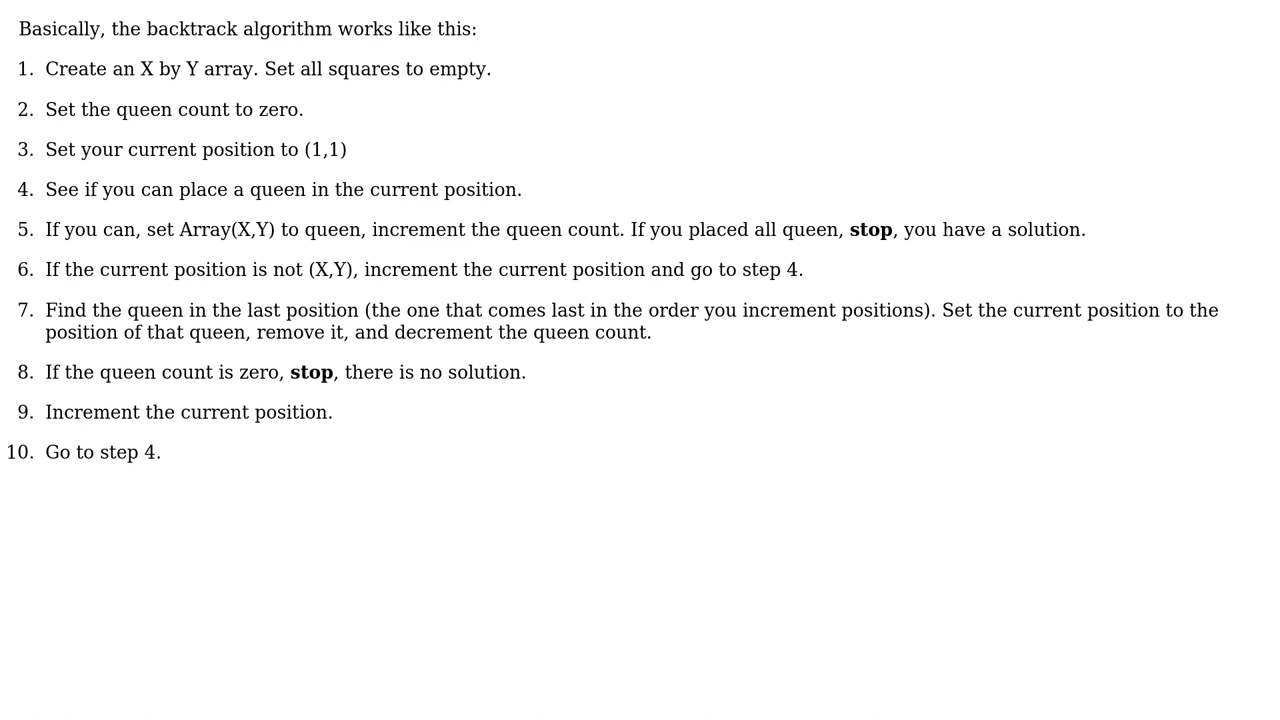 Basically, the backtrack algorithm works like this:
1. Create an X by Y array. Set all squares to empty.
2. Set the queen count to zero.
3. Set your current position to (1,1)
4. See if you can place a queen in the current position.
5. If you can, set Array(X,Y) to queen, increment the queen count. If you placed all queen, stop, you have a solution.
6. If the current position is not (X,Y), increment the current position and go to step 4.
7. Find the queen in the last position (the one that comes last in the order you increment positions). Set the current position to the
position of that queen, remove it, and decrement the queen count.
8. If the queen count is zero, stop, there is no solution.
9. Increment the current position.
10. Go to step 4.